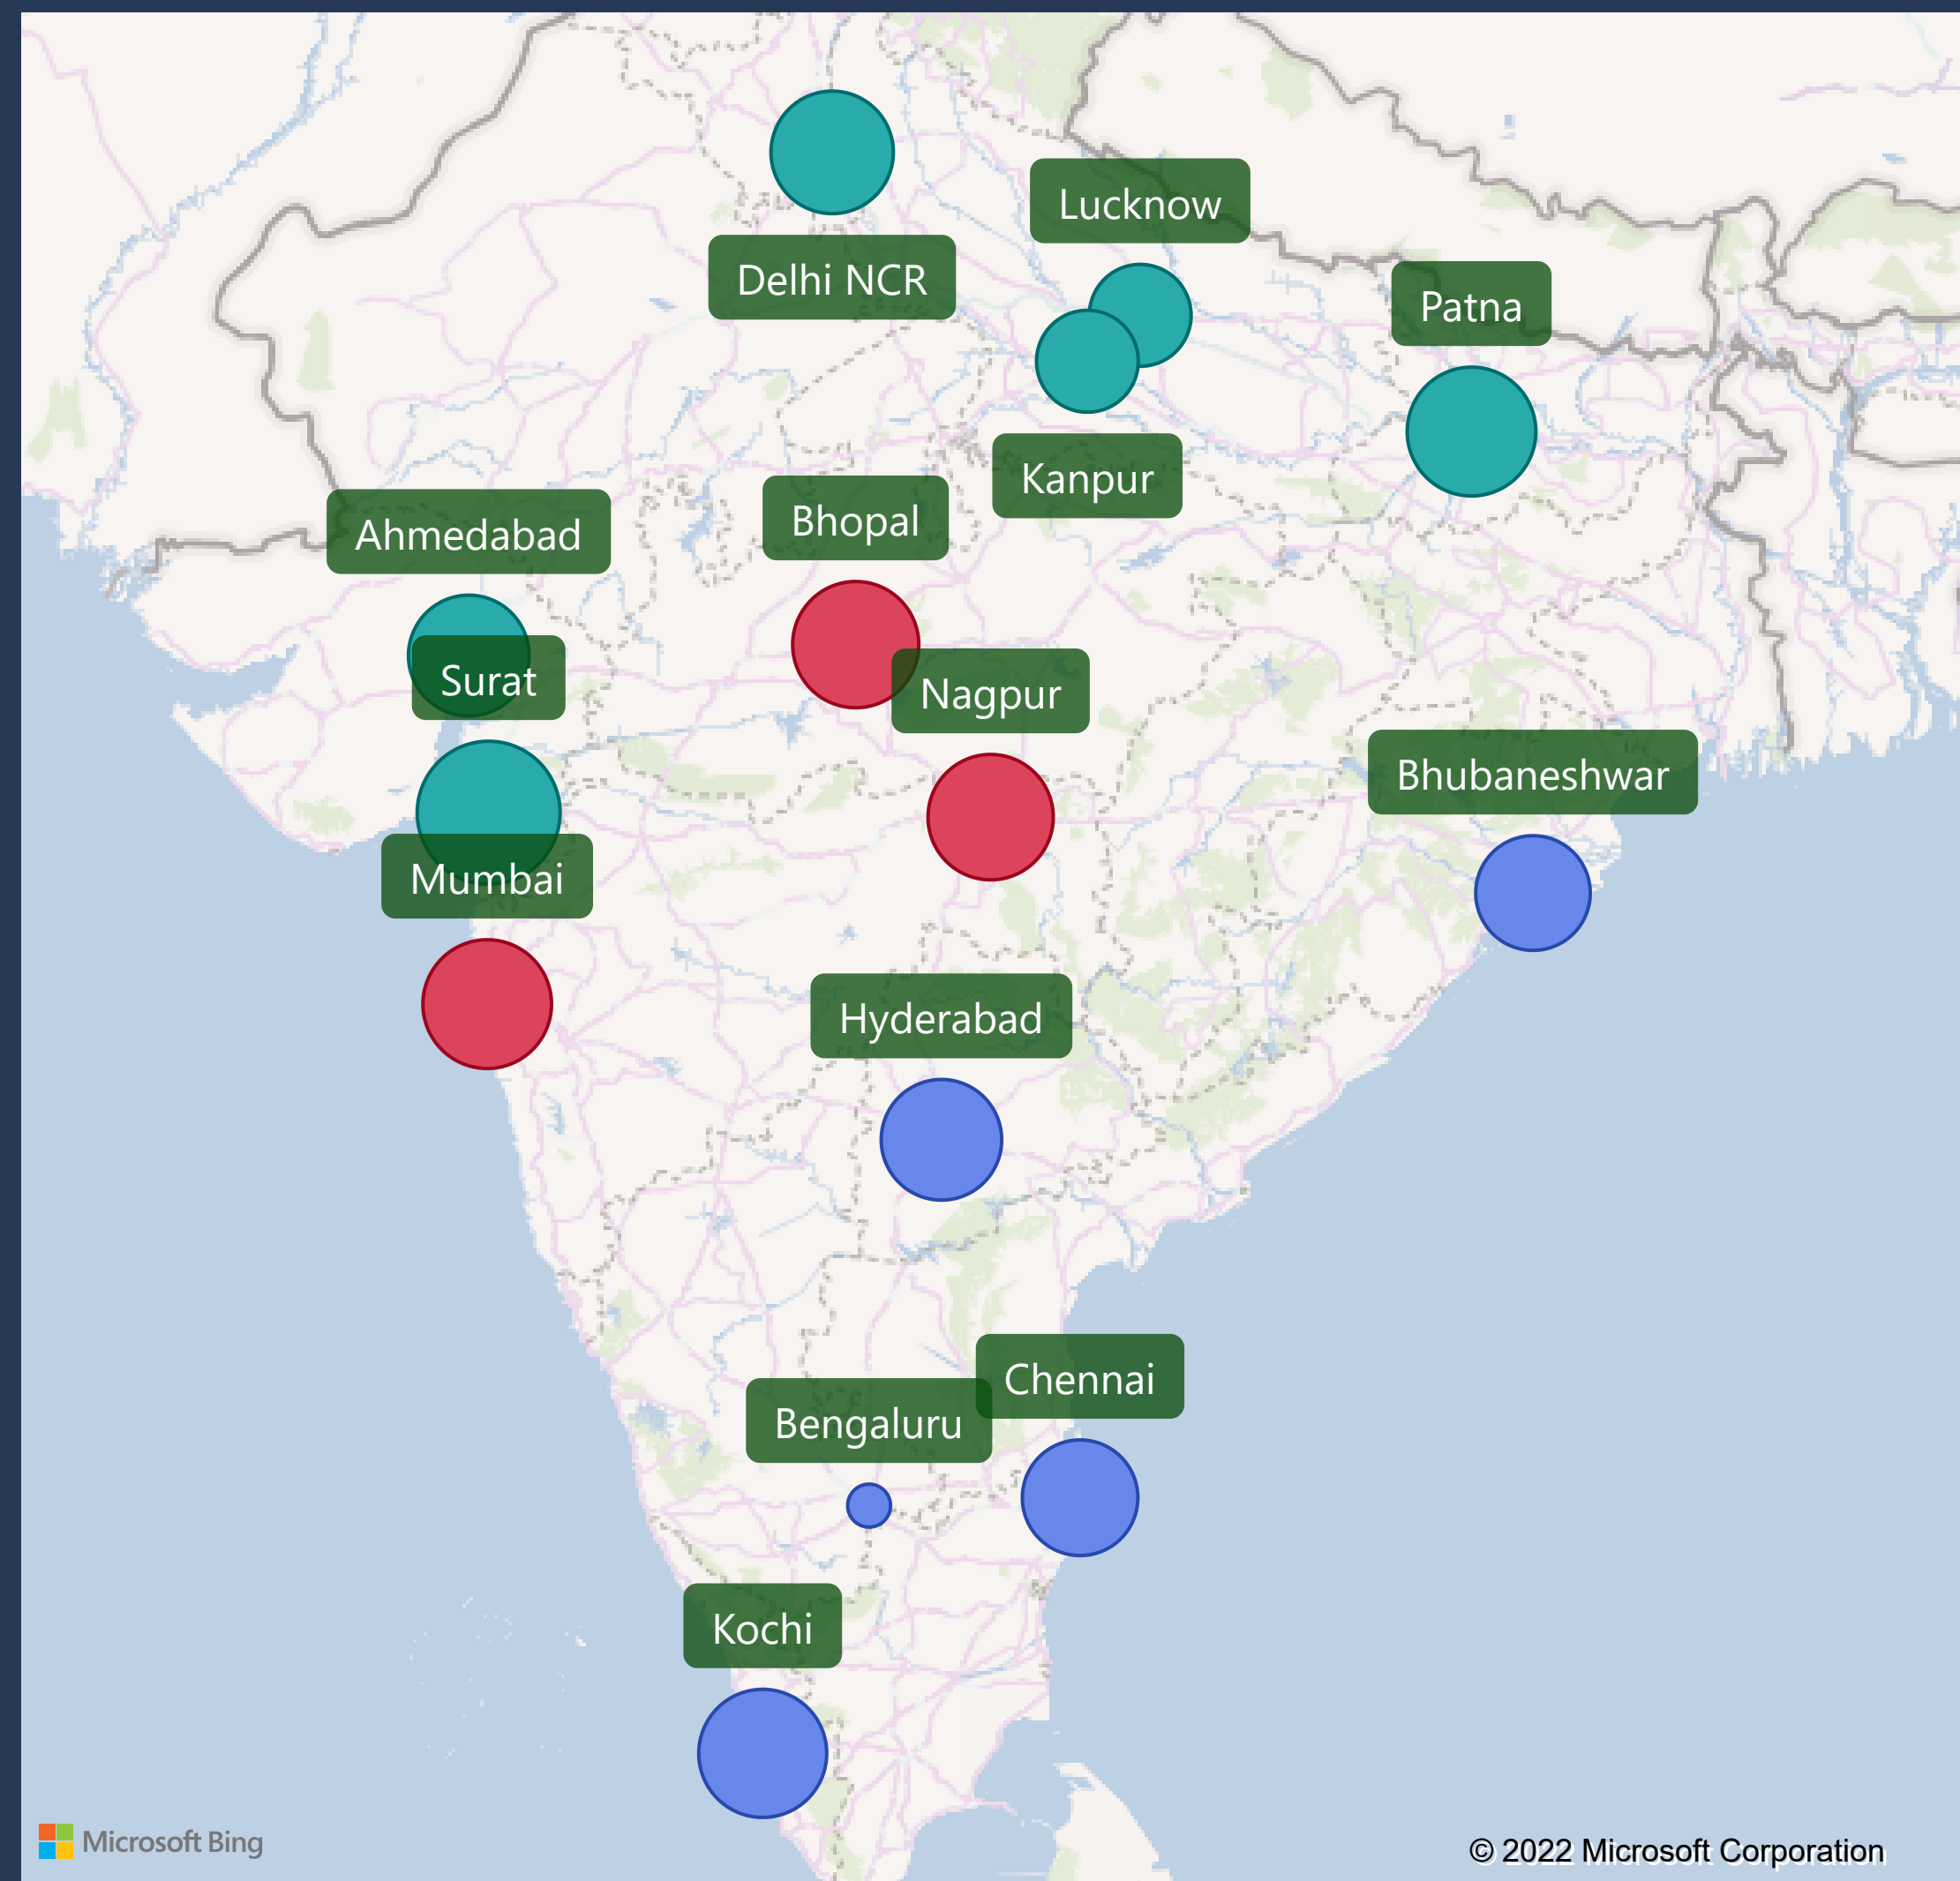 Lucknow
Delhi NCR
Patna
Kanpur
Bhopal
Ahmedabad
Surat
Nagpur
Bhubaneshwar
Mumbai
Hyderabad
Chennai
Bengaluru
Kochi
Microsoft Bing
© 2022 Microsoft Corporation